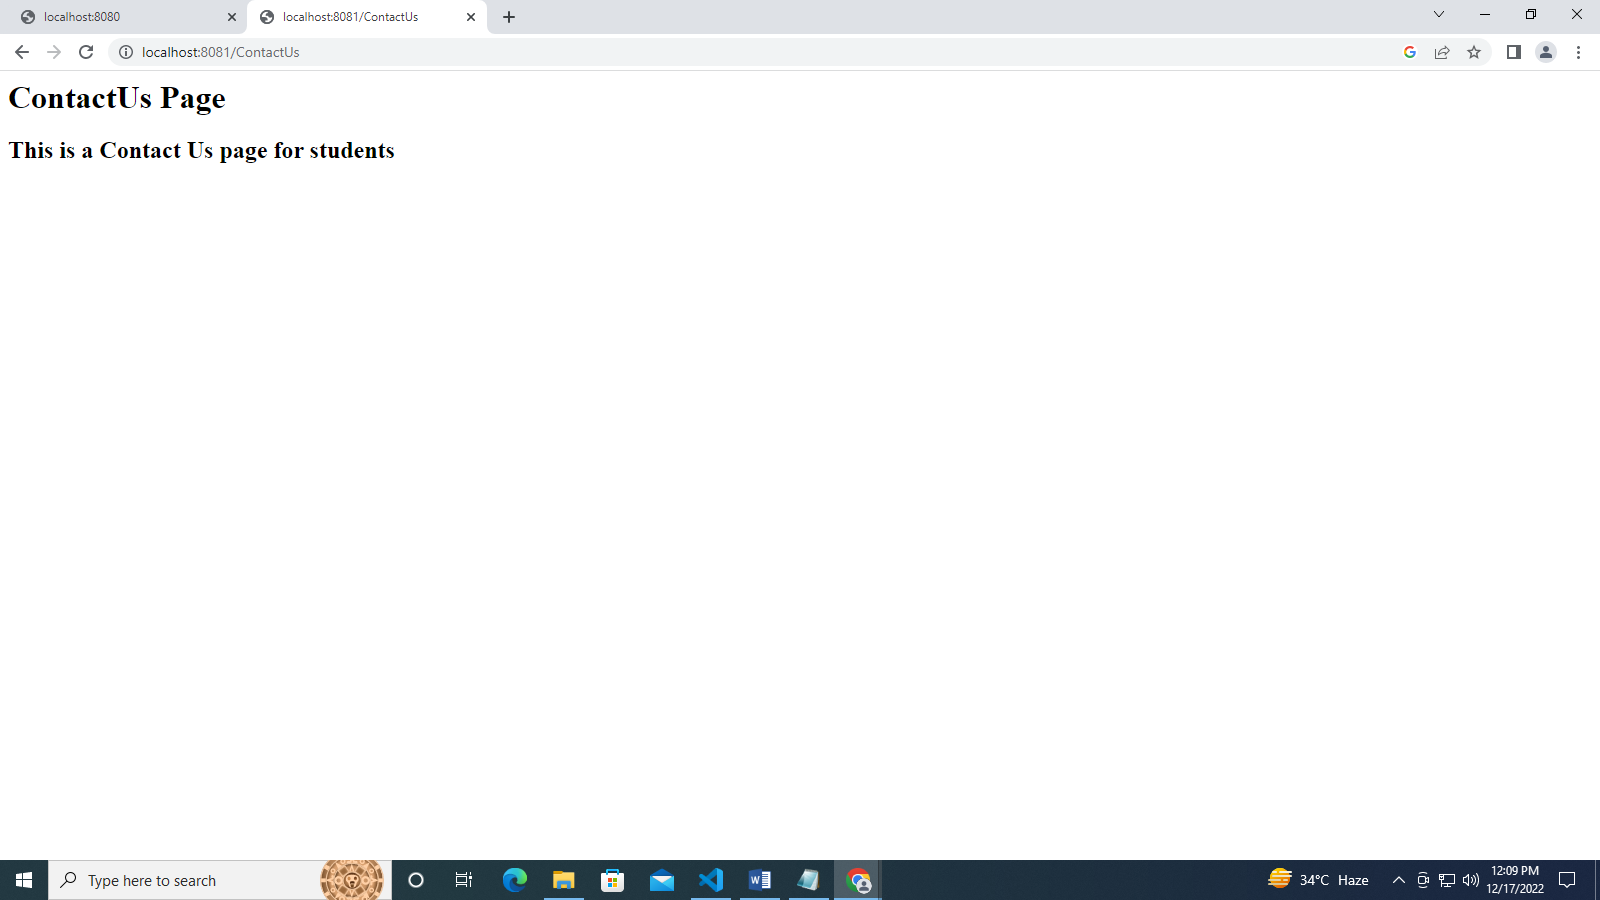 localhost:8080
localhost:8081/ContactUs
localhost:8081/ContactUs
ContactUs Page
This is a Contact Us page for students
Type here to search
34°C Haze
12:09 PM
12/17/2022